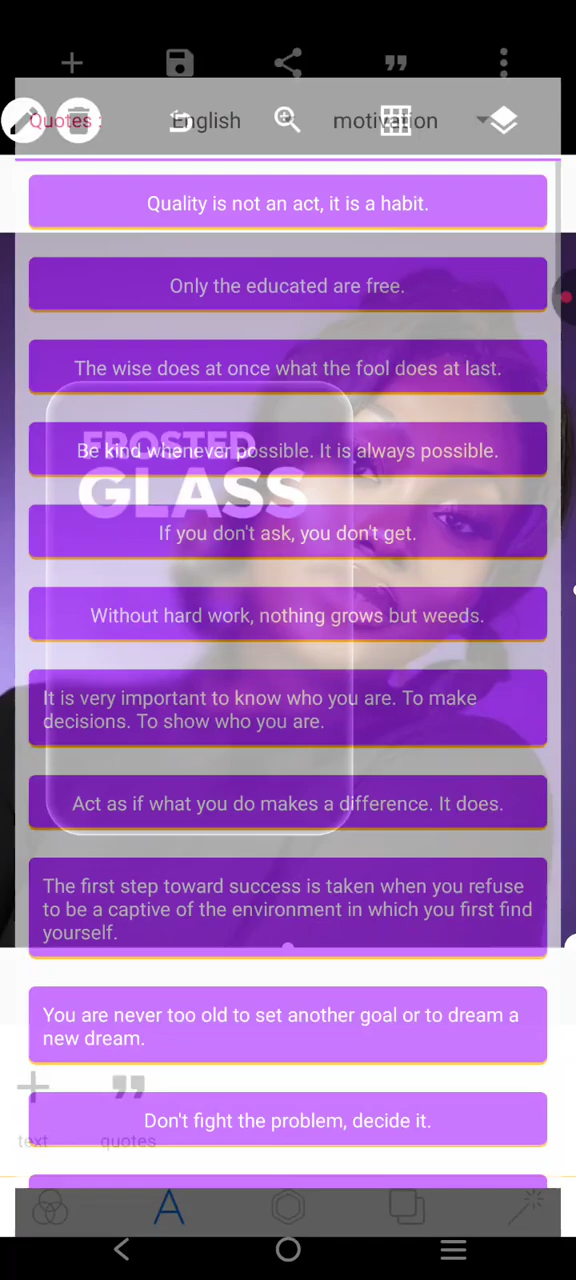 Quotes :
English
motivation
Quality is not an act, it is a habit.
Only the educated are free.
The wise does at once what the fool does at last.
FROSTED
Be kind whenever possible. It is always possible.
GLASS
If you don't ask, you don't get.
Without hard work, nothing grows but weeds.
It is very important to know who you are. To make
decisions. To show who you are.
Act as if what you do makes a difference. It does.
The first step toward success is taken when you refuse
to be a captive of the environment in which you first find
yourself.
You are never too old to set another goal or to dream a
new dream.
Don't fight the problem, decide it.
text
quotes